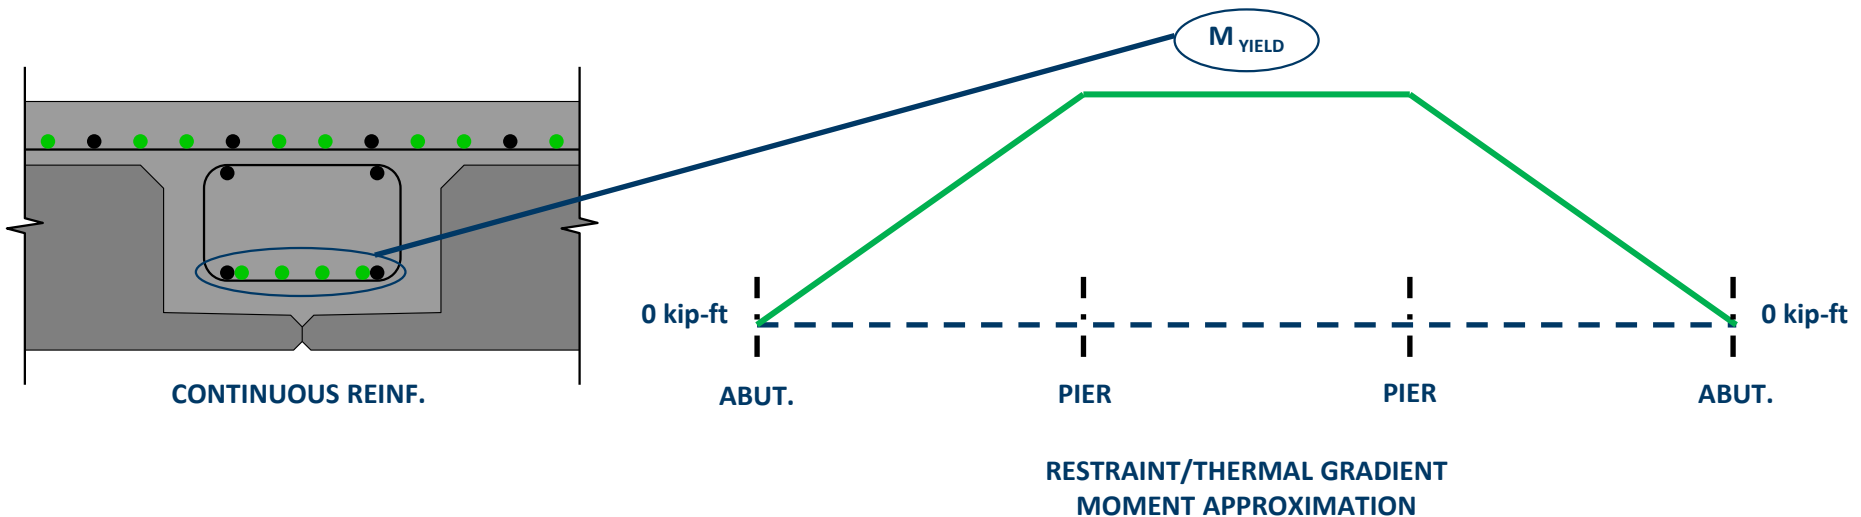 M YIELD
0 kip-ft
0 kip-ft
CONTINUOUS REINF.
ABUT.
PIER
PIER
ABUT.
RESTRAINT/THERMAL GRADIENT
MOMENT APPROXIMATION